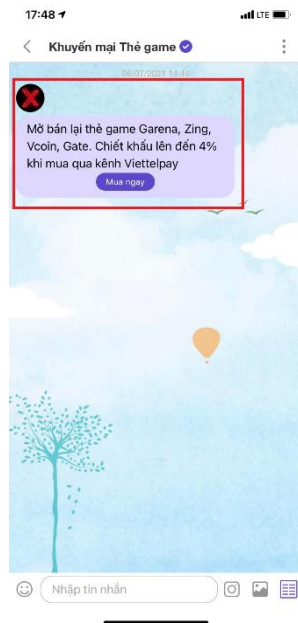 17:48
LTE
Khuyến mại Thẻ game
06/07/2021 14:44
X
Mở bán lại thẻ game Garena, Zing,
Vcoin, Gate. Chiết khấu lên đến 4%
khi mua qua kênh Viettelpay
Mua ngay
Nhập tin nhắn